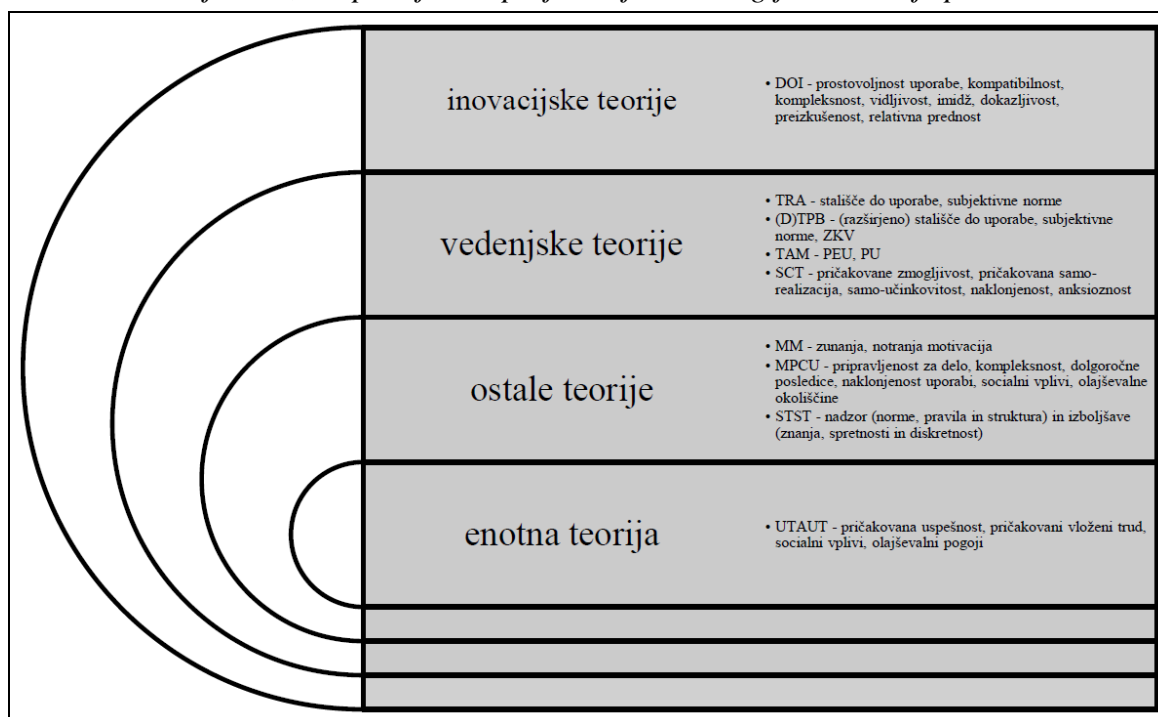 inovacijske teorije
• DOI - prostovoljnost uporabe, kompatibilnost,
kompleksnost, vidljivost, imidž, dokazljivost,
preizkušenost, relativna prednost
vedenjske teorije
• TRA - stališče do uporabe, subjektivne norme
• (D)TPB - (razširjeno) stališče do uporabe, subjektivne
norme, ZKV
• TAM - PEU, PU
• SCT - pričakovane zmogljivost, pričakovana samo-
realizacija, samo-učinkovitost, naklonjenost, anksioznost
ostale teorije
• MM - zunanja, notranja motivacija
• MPCU - pripravljenost za delo, kompleksnost, dolgoročne
posledice, naklonjenost uporabi, socialni vplivi, olajševalne
okoliščine
• STST - nadzor (norme, pravila in struktura) in izboljšave
(znanja, spretnosti in diskretnost)
enotna teorija
• UTAUT - pričakovana uspešnost, pričakovani vloženi trud,
socialni vplivi, olajševalni pogoji